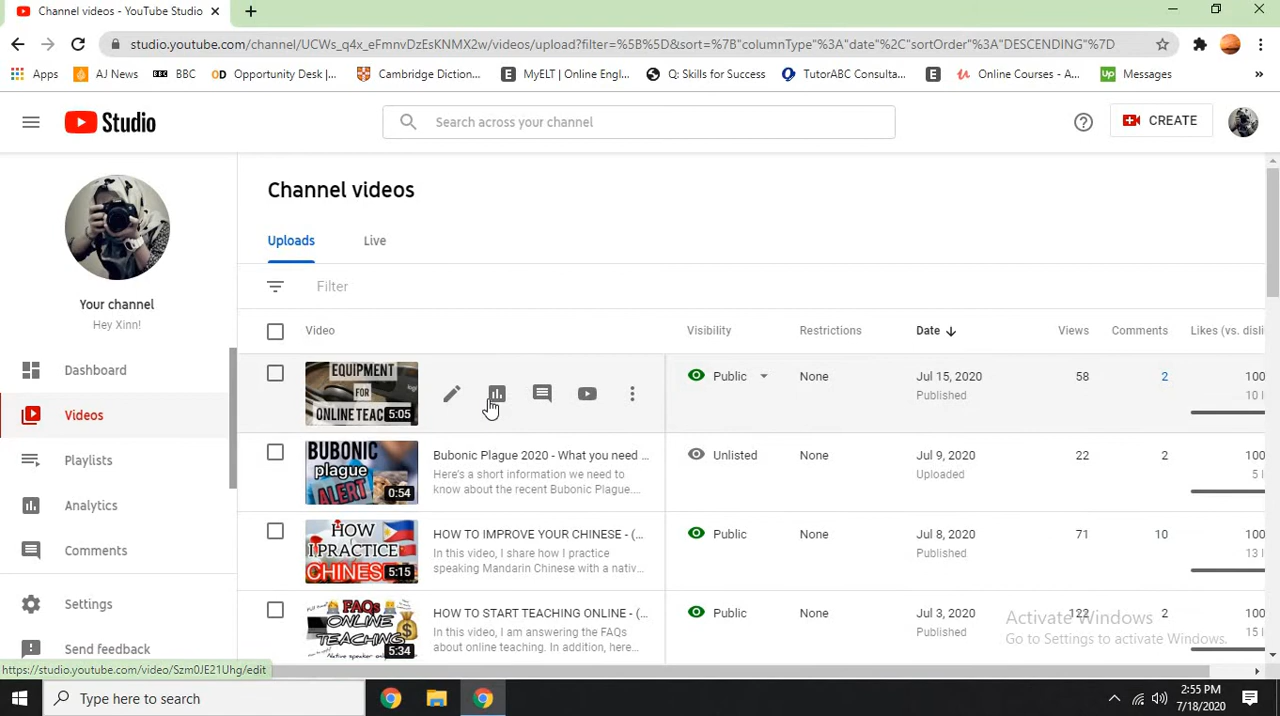 Channel videos - YouTube Studio
studio.youtube.com/channel/UCWs_q4x_eFmnvDzEsKNMX2w/videos/upload?filter=%5B%5D&sort=%7B"columnType"%3A"date"%2C"sortOrder"%3A"DESCENDING"%7D
Apps AJ News BBC Opportunity Desk |... Cambridge Diction... MyELT | Online Engl... Q: Skills for Success TutorABC Consulta... Online Courses - A... Messages »
Studio Search across your channel CREATE
Channel videos
Uploads Live
Your channel
Hey Xinn!
Dashboard
Videos
Playlists
Analytics
Comments
Settings
Send feedback
Filter
Video Visibility Restrictions Date Views Comments Likes (vs. disli
EQUIPMENT
FOR
ONLINE TEAC
5:05
Public None Jul 15, 2020 58 2 100
Published 10 l
BUBONIC
plague
ALERT
0:54
Bubonic Plague 2020 - What you need ... Unlisted None Jul 9, 2020 22 2 100
Here's a short information we need to Uploaded 5 l
know about the recent Bubonic Plague....
HOW
I PRACTICE
CHINESE
5:15
HOW TO IMPROVE YOUR CHINESE - (... Public None Jul 8, 2020 71 10 100
In this video, I share how I practice Published 13 l
speaking Mandarin Chinese with a nativ...
FAQs
ONLINE
TEACHING
5:34
HOW TO START TEACHING ONLINE - (... Public None Jul 3, 2020 122 2 100
In this video, I am answering the FAQs Published 15 l
about online teaching. In addition, here...
Activate Windows
Go to Settings to activate Windows.
https://studio.youtube.com/video/Szm0JE21Uhg/edit
Type here to search
2:55 PM
7/18/2020